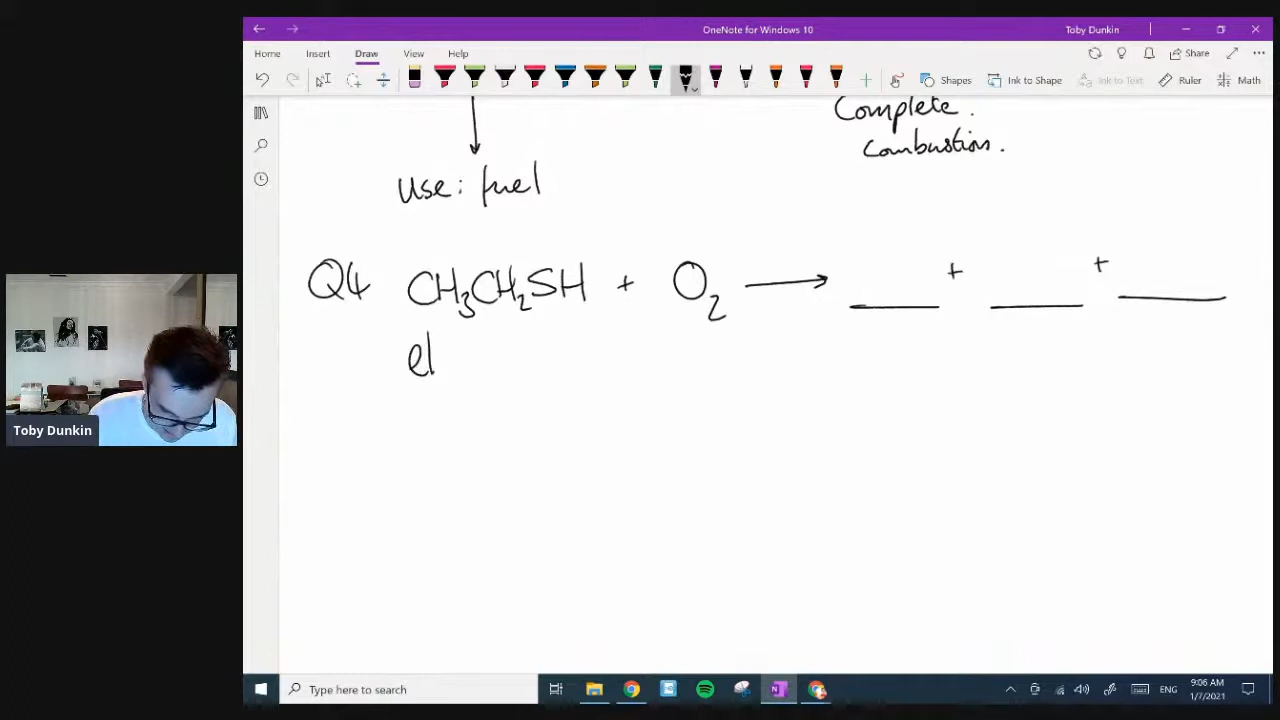 OneNote for Windows 10
Toby Dunkin
Home Insert Draw View Help
Share
Shapes Ink to Shape Ink to Text Ruler Math
Complete.
Combustion.
Use: fuel
Q4 CH₃CH₂SH + O₂ → ____ + ____ + ____
el
Toby Dunkin
Type here to search
ENG
9:06 AM
1/7/2021